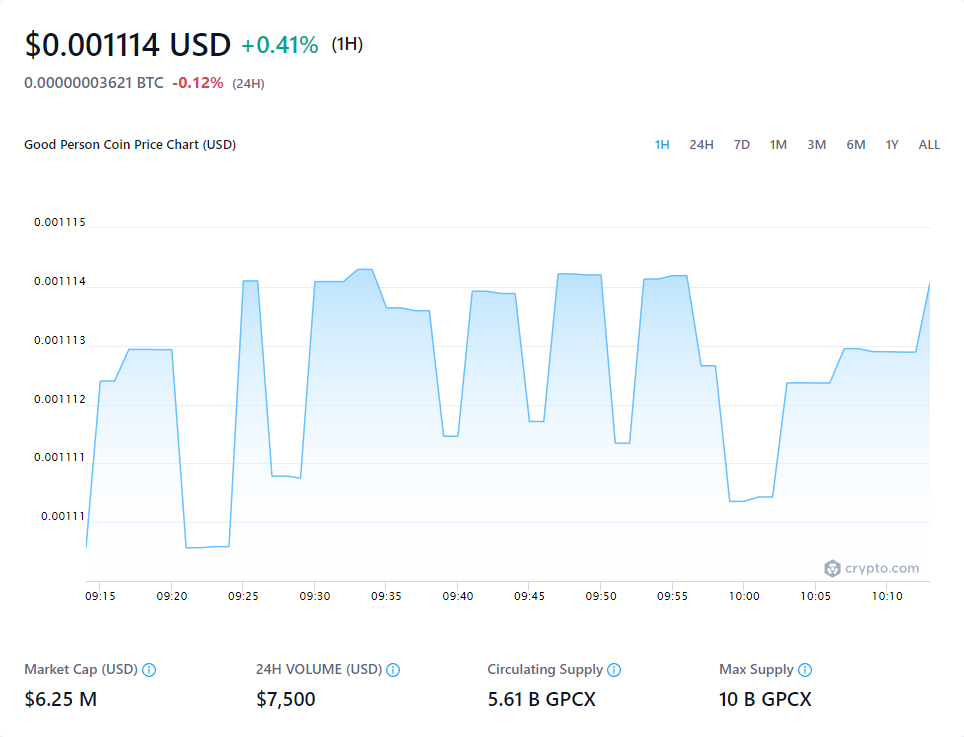 $0.001114 USD +0.41% (1H)
0.00000003621 BTC -0.12% (24H)
Good Person Coin Price Chart (USD) 1H 24H 7D 1M 3M 6M 1Y ALL
0.001115
0.001114
0.001113
0.001112
0.001111
0.00111
crypto.com
09:15 09:20 09:25 09:30 09:35 09:40 09:45 09:50 09:55 10:00 10:05 10:10
Market Cap (USD) 24H VOLUME (USD) Circulating Supply Max Supply
$6.25 M $7,500 5.61 B GPCX 10 B GPCX